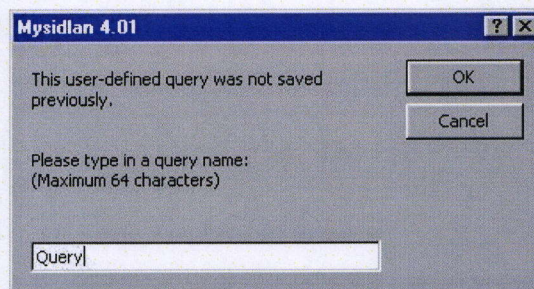 Mysidlan 4.01
This user-defined query was not saved
previously.
OK
Cancel
Please type in a query name:
(Maximum 64 characters)
Query